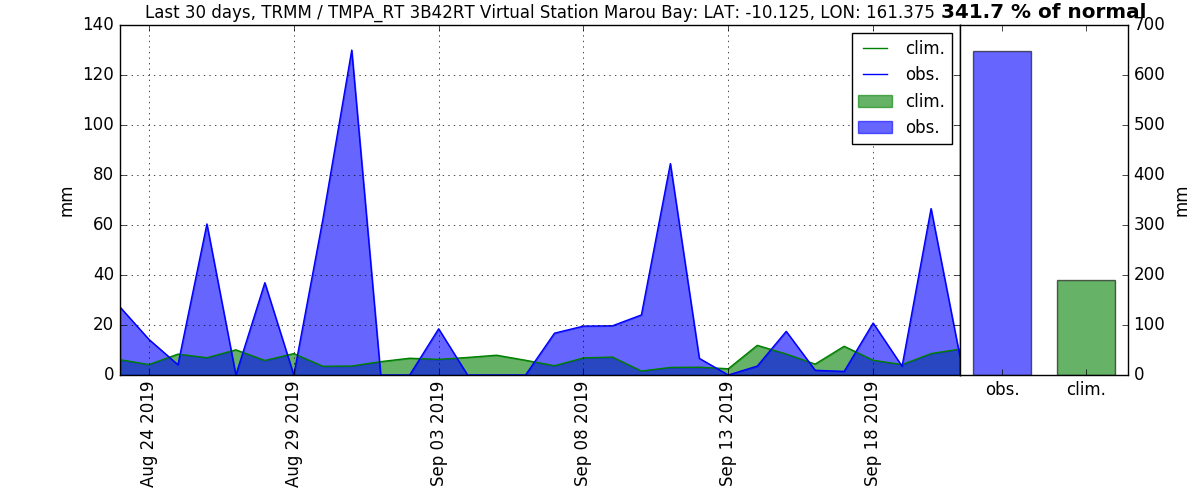 Last 30 days, TRMM / TMPA_RT 3B42RT Virtual Station Marou Bay: LAT: -10.125, LON: 161.375 341.7 % of normal
140
120
100
80
60
40
20
0
mm
clim.
obs.
clim.
obs.
Aug 24 2019
Aug 29 2019
Sep 03 2019
Sep 08 2019
Sep 13 2019
Sep 18 2019
700
600
500
400
300
200
100
0
mm
obs.
clim.